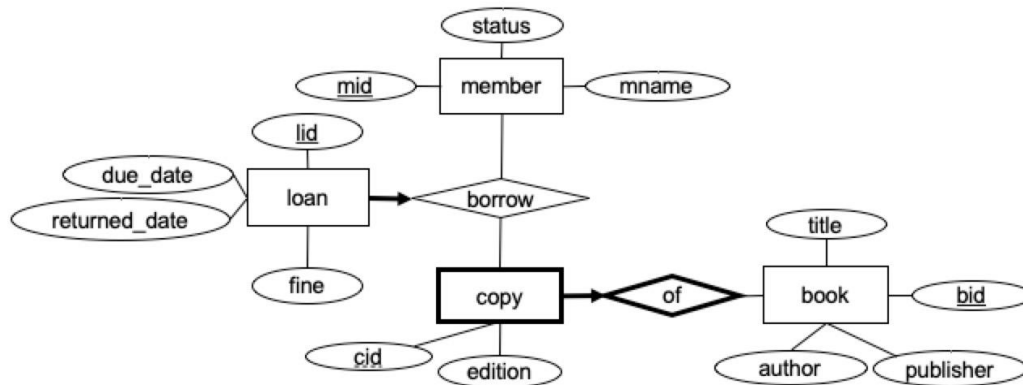 status
mid
member
mname
lid
due_date
loan
borrow
returned_date
title
fine
copy
of
book
bid
cid
edition
author
publisher